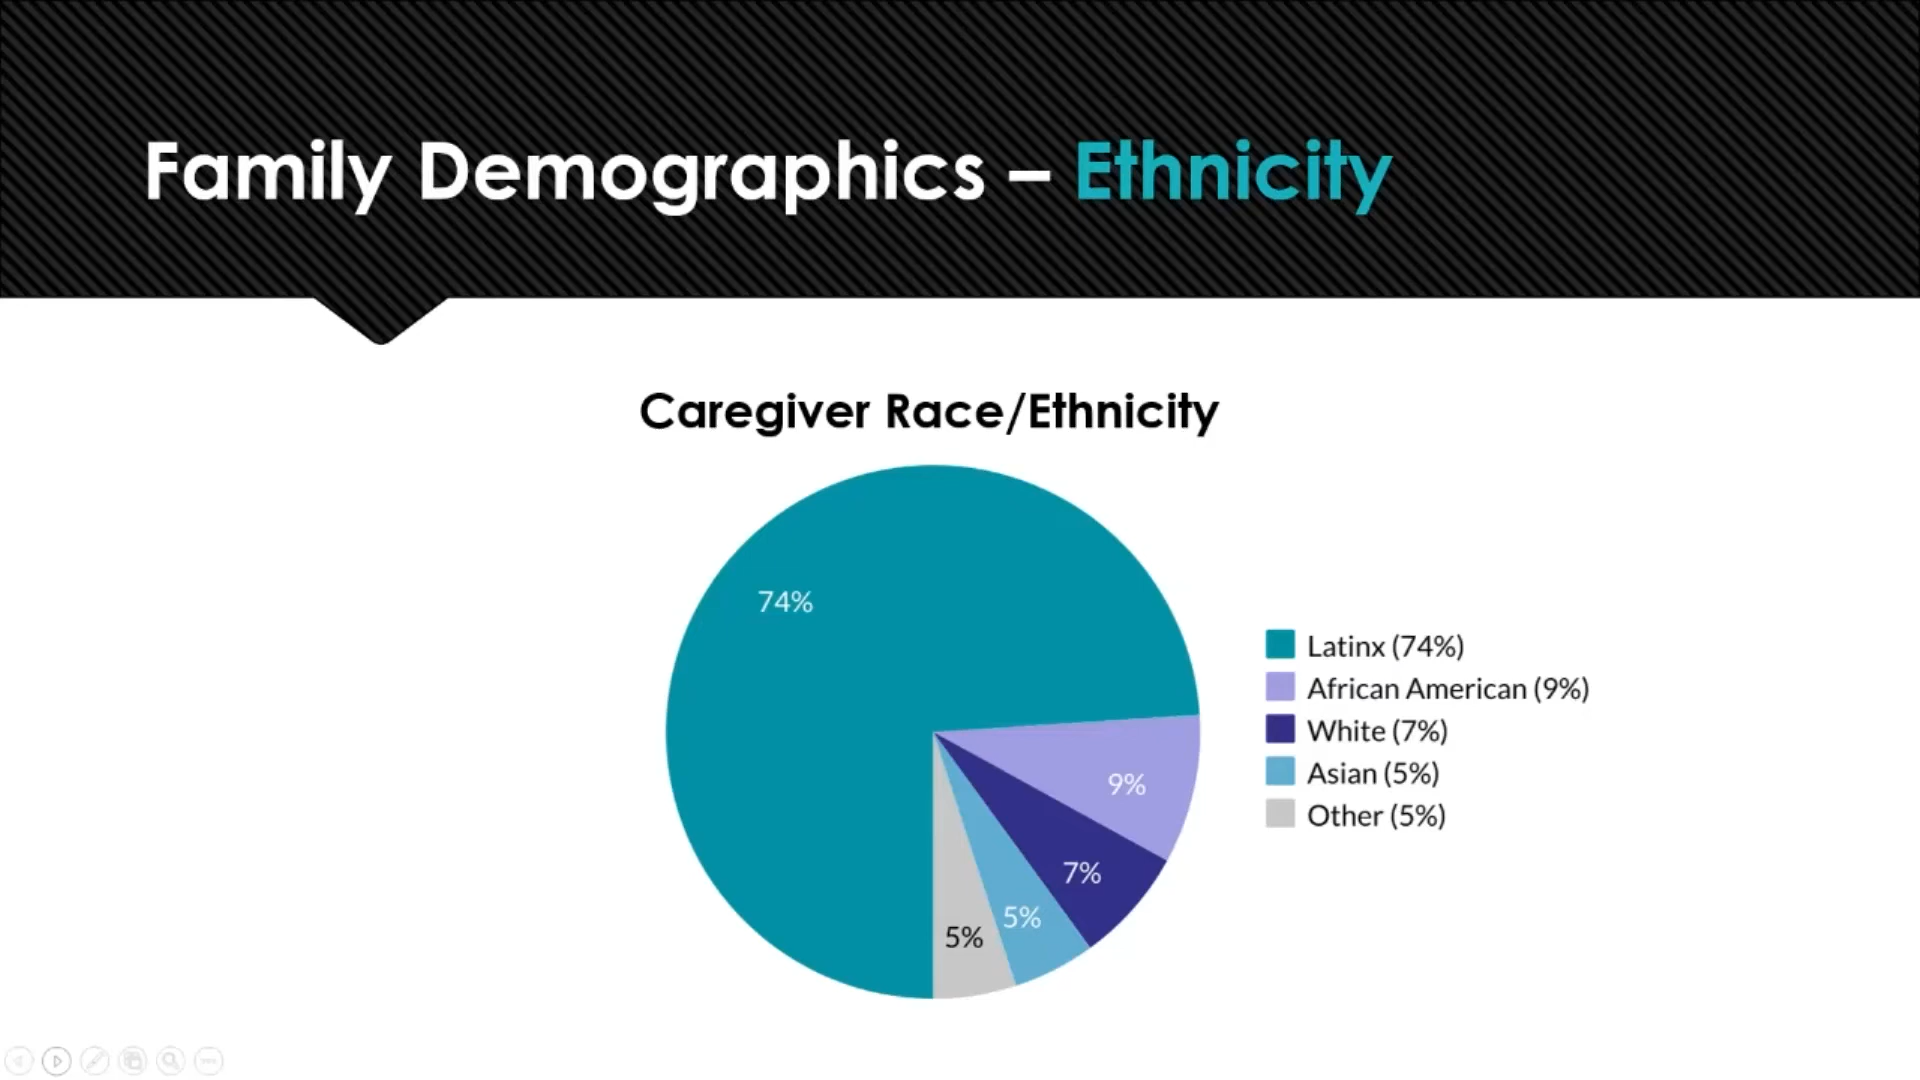 Family Demographics – Ethnicity
Caregiver Race/Ethnicity
74%
9%
7%
5%
5%
Latinx (74%)
African American (9%)
White (7%)
Asian (5%)
Other (5%)